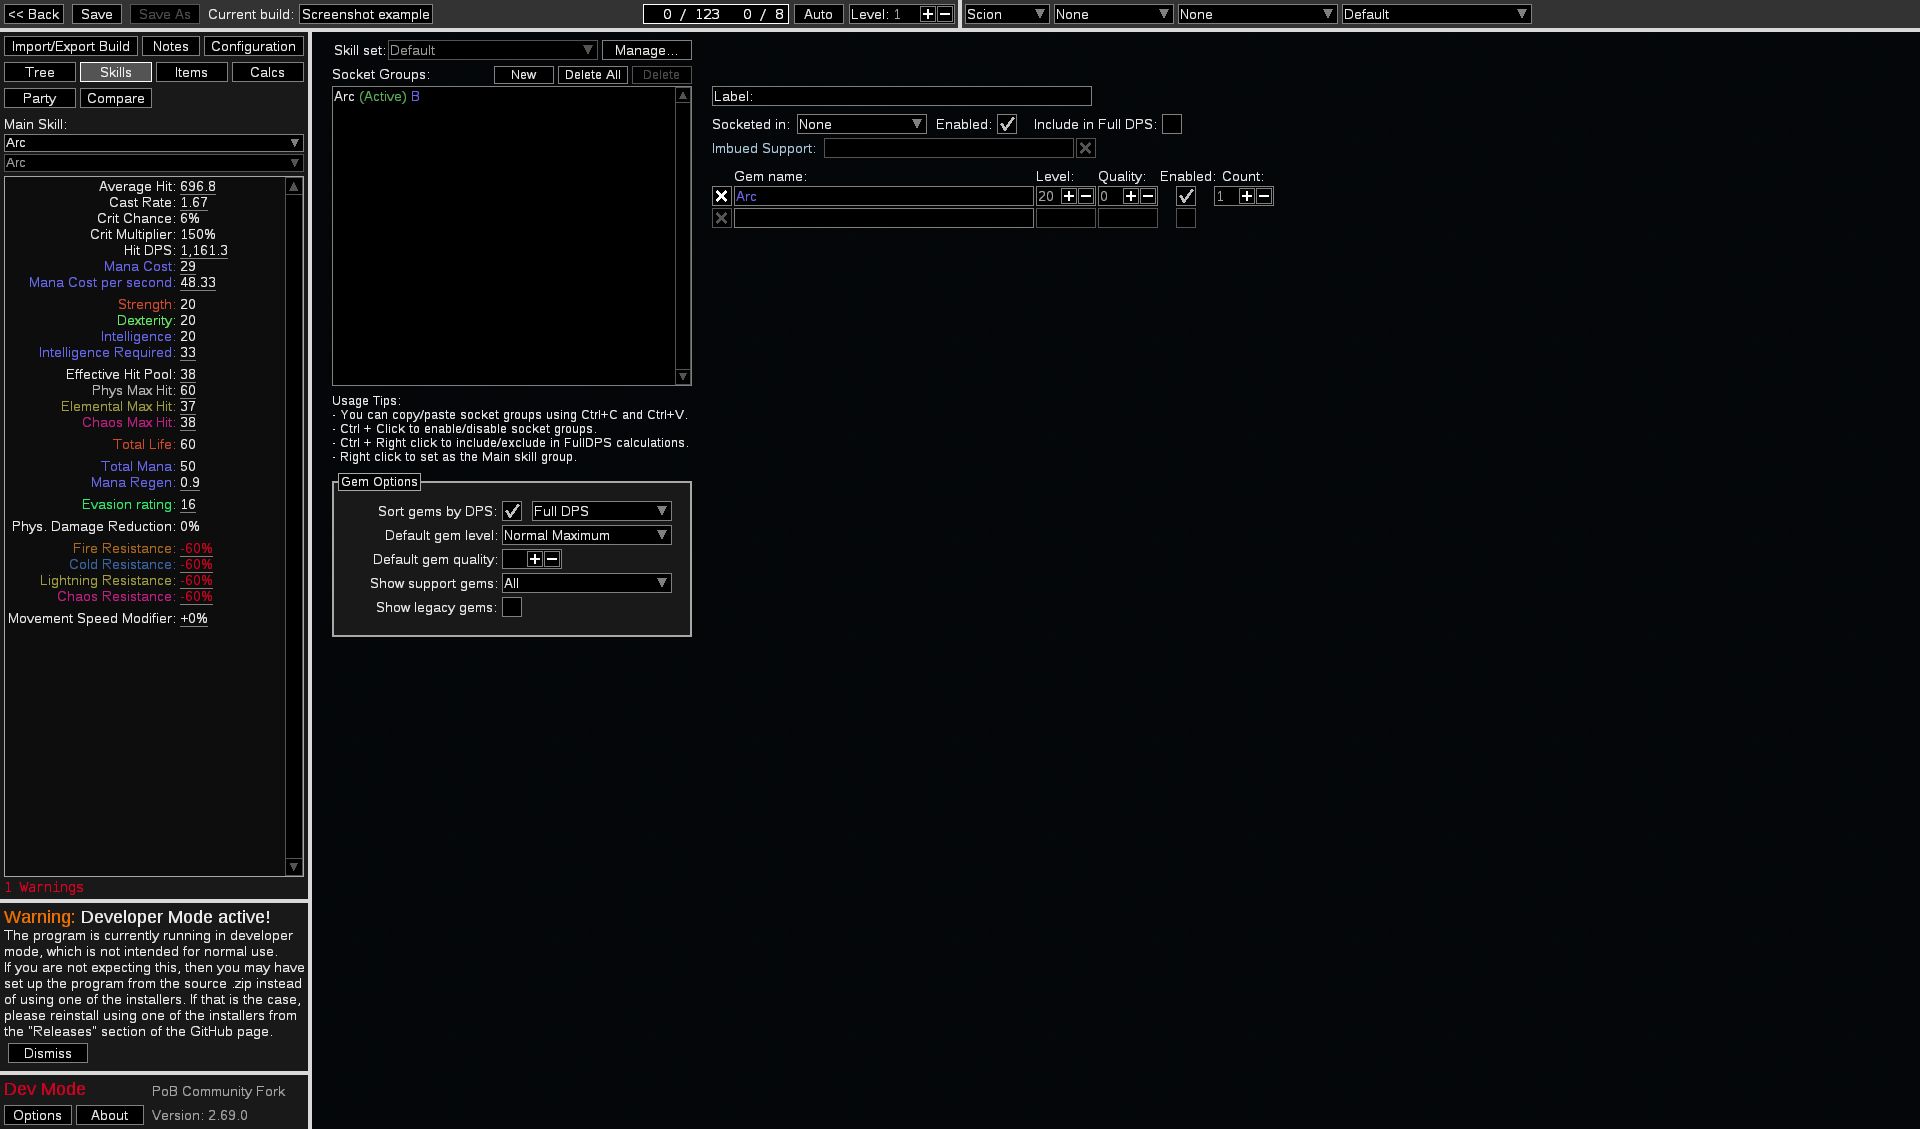 << Back Save Save As Current build: Screenshot example 0 / 123 0 / 8 Auto Level: 1 Scion None None Default
Import/Export Build Notes Configuration
Tree Skills Items Calcs
Party Compare
Main Skill:
Arc
Arc
Average Hit: 696.8
Cast Rate: 1.67
Crit Chance: 6%
Crit Multiplier: 150%
Hit DPS: 1,161.3
Mana Cost: 29
Mana Cost per second: 48.33
Strength: 20
Dexterity: 20
Intelligence: 20
Intelligence Required: 33
Effective Hit Pool: 38
Phys Max Hit: 60
Elemental Max Hit: 37
Chaos Max Hit: 38
Total Life: 60
Total Mana: 50
Mana Regen: 0.9
Evasion rating: 16
Phys. Damage Reduction: 0%
Fire Resistance: -60%
Cold Resistance: -60%
Lightning Resistance: -60%
Chaos Resistance: -60%
Movement Speed Modifier: +0%
1 Warnings
Warning: Developer Mode active!
The program is currently running in developer
mode, which is not intended for normal use.
If you are not expecting this, then you may have
set up the program from the source .zip instead
of using one of the installers. If that is the case,
please reinstall using one of the installers from
the "Releases" section of the GitHub page.
Dismiss
Dev Mode PoB Community Fork
Options About Version: 2.69.0
Skill set: Default Manage...
Socket Groups: New Delete All Delete
Arc (Active) B
Usage Tips:
- You can copy/paste socket groups using Ctrl+C and Ctrl+V.
- Ctrl + Click to enable/disable socket groups.
- Ctrl + Right click to include/exclude in FullDPS calculations.
- Right click to set as the Main skill group.
Gem Options
Sort gems by DPS: Full DPS
Default gem level: Normal Maximum
Default gem quality:
Show support gems: All
Show legacy gems:
Label:
Socketed in: None Enabled: Include in Full DPS:
Imbued Support:
Gem name: Level: Quality: Enabled: Count:
Arc 20 0 1